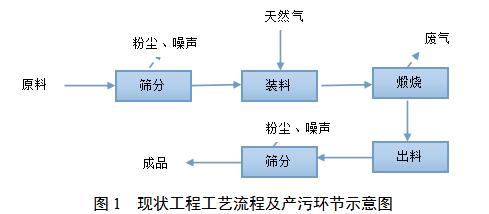 天然气
粉尘、噪声
废气
原料
筛分
装料
煅烧
粉尘、噪声
成品
筛分
出料
图 1 现状工程工艺流程及产污环节示意图